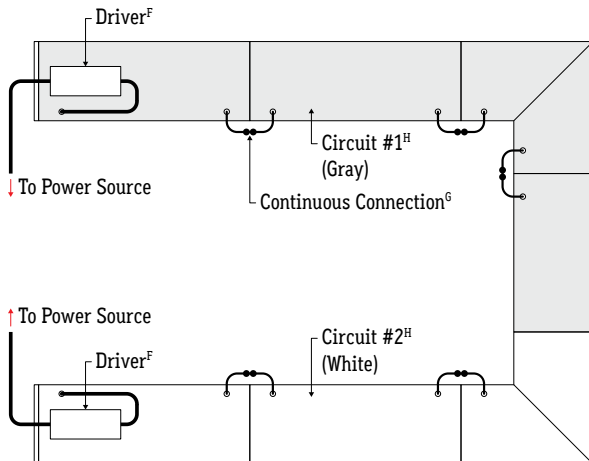 Driverᶠ
Circuit #1ᴴ
(Gray)
To Power Source
Continuous Connectionᴳ
To Power Source
Circuit #2ᴴ
(White)
Driverᶠ